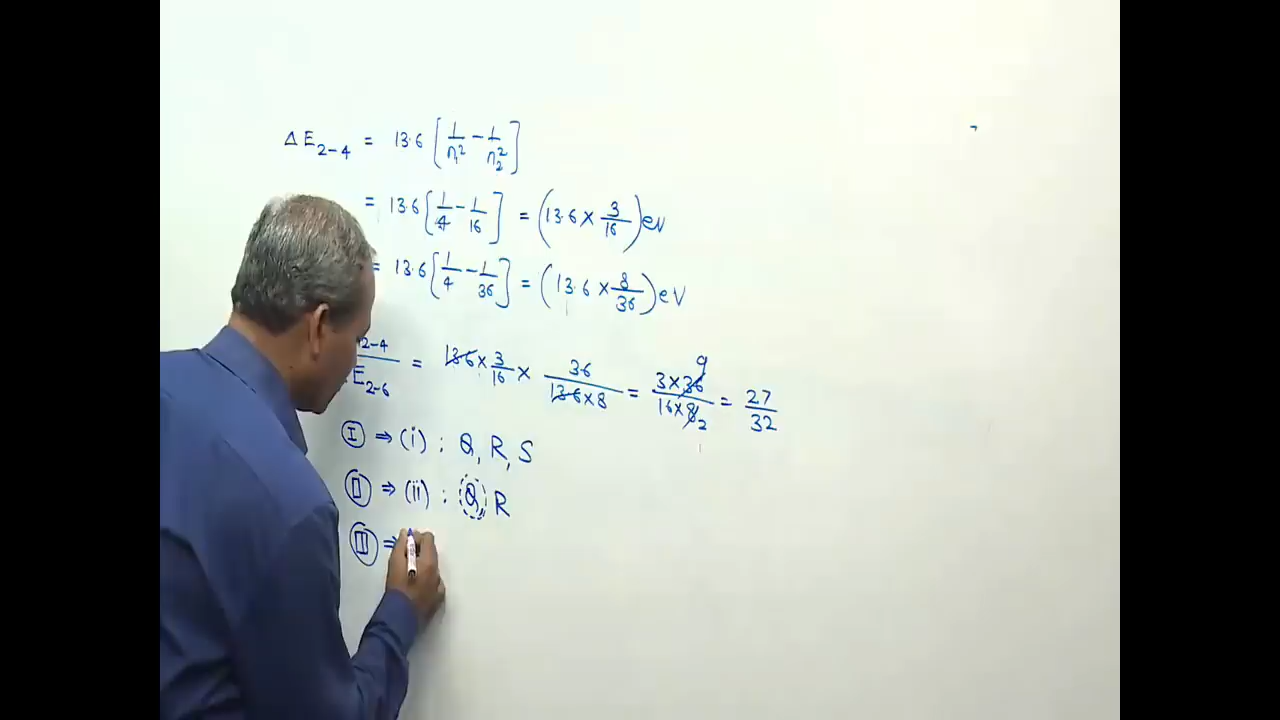 ΔE₂₋₄ = 13.6 [1/n₁² − 1/n₂²]
= 13.6 [1/4 − 1/16] = (13.6 × 3/16) eV
= 13.6 [1/4 − 1/36] = (13.6 × 8/36) eV
₂₋₄/E₂₋₆ = 13.6 × 3/16 × 36/(13.6 × 8) = (3 × 36 9)/(16 × 8 2) = 27/32
I ⇒ (i) ; Q, R, S
II ⇒ (ii) : Q, R
III ⇒